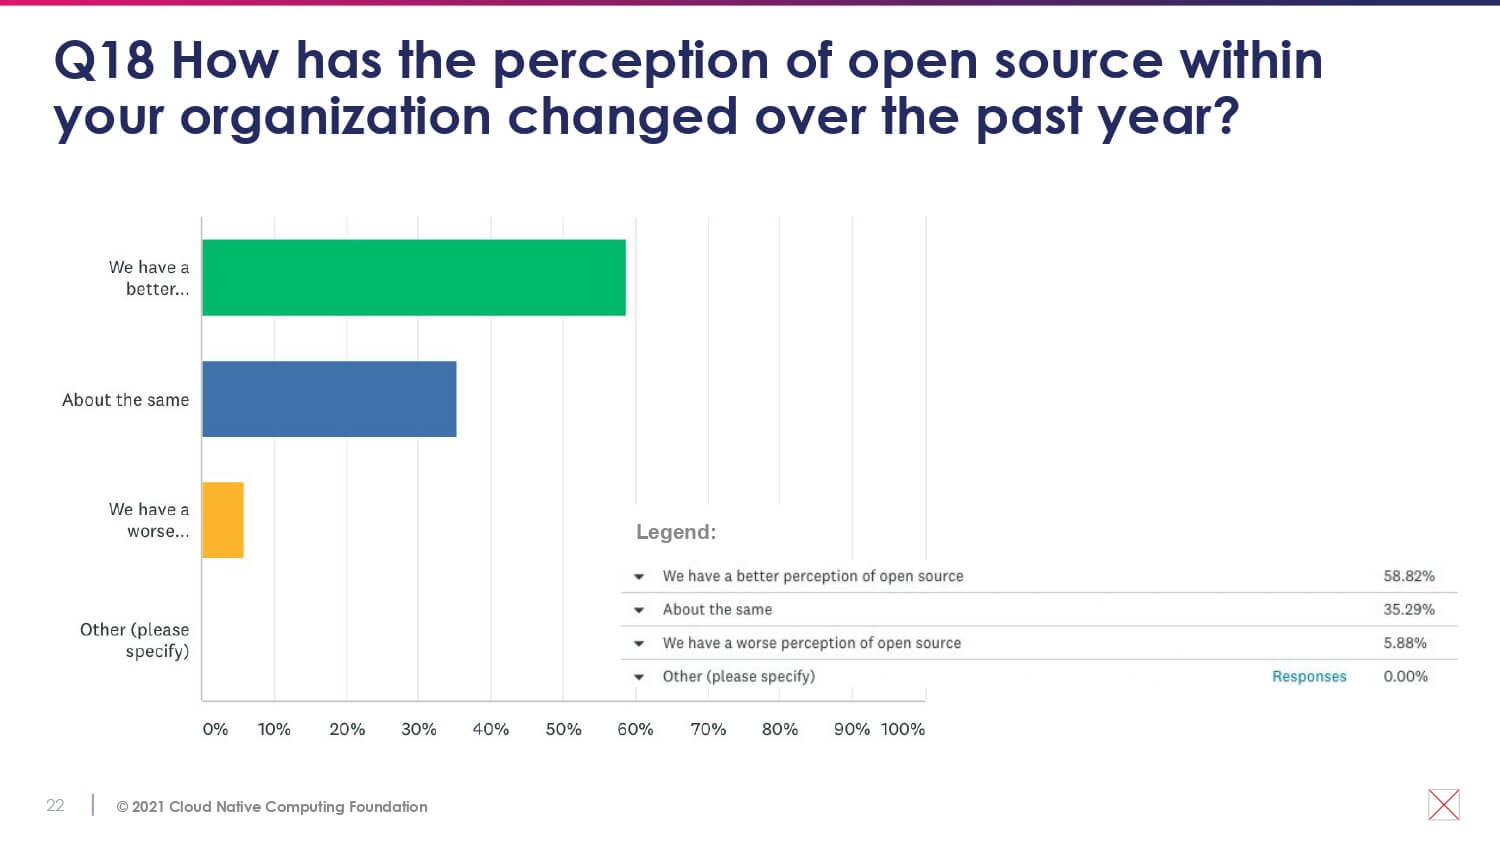 Q18 How has the perception of open source within
your organization changed over the past year?
We have a
better...
About the same
We have a
worse...
Other (please
specify)
Legend:
We have a better perception of open source 58.82%
About the same 35.29%
We have a worse perception of open source 5.88%
Other (please specify) Responses 0.00%
0% 10% 20% 30% 40% 50% 60% 70% 80% 90% 100%
22 © 2021 Cloud Native Computing Foundation